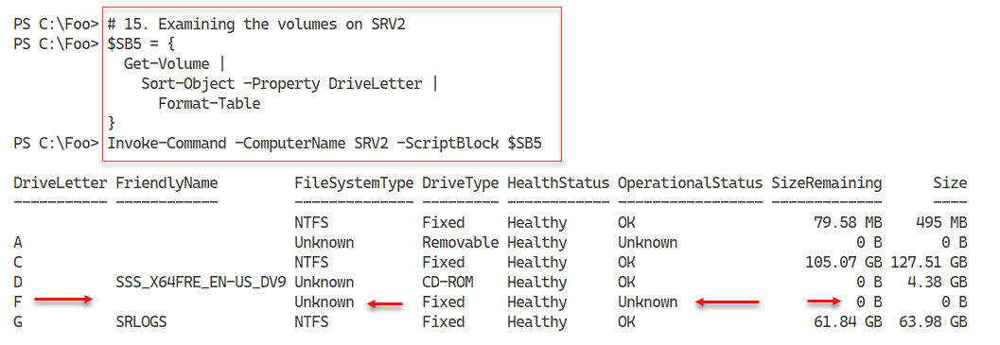 PS C:\Foo> # 15. Examining the volumes on SRV2
PS C:\Foo> $SB5 = {
  Get-Volume |
    Sort-Object -Property DriveLetter |
      Format-Table
}
PS C:\Foo> Invoke-Command -ComputerName SRV2 -ScriptBlock $SB5
DriveLetter FriendlyName         FileSystemType DriveType HealthStatus OperationalStatus SizeRemaining      Size
----------- ------------         -------------- --------- ------------ ----------------- -------------      ----
                                 NTFS           Fixed     Healthy      OK                     79.58 MB    495 MB
A                                Unknown        Removable Healthy      Unknown                     0 B       0 B
C                                NTFS           Fixed     Healthy      OK                    105.07 GB 127.51 GB
D           SSS_X64FRE_EN-US_DV9 Unknown        CD-ROM    Healthy      OK                          0 B   4.38 GB
F                                Unknown        Fixed     Healthy      Unknown                     0 B       0 B
G           SRLOGS               NTFS           Fixed     Healthy      OK                     61.84 GB  63.98 GB